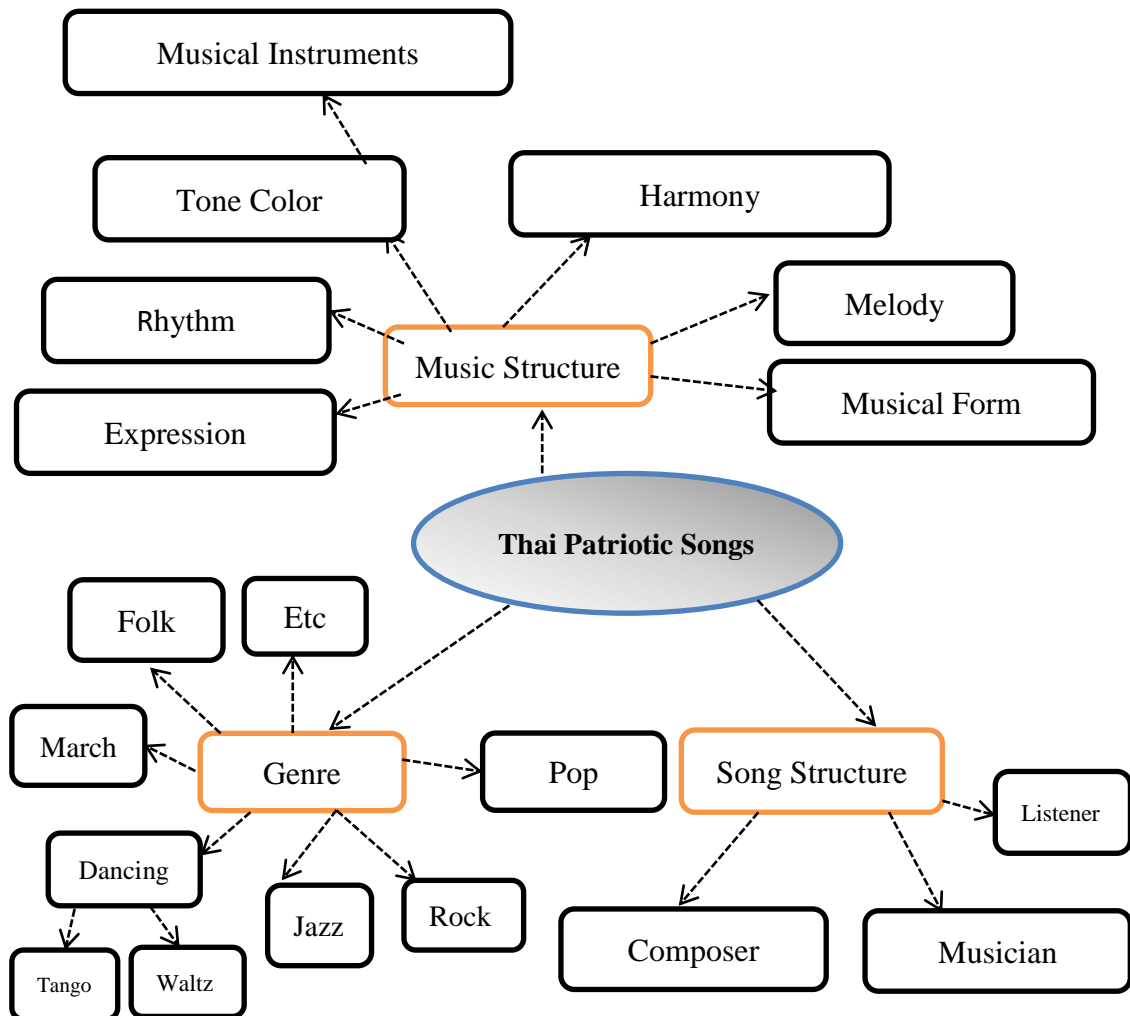 Musical Instruments
Tone Color
Harmony
Rhythm
Melody
Music Structure
Musical Form
Expression
Thai Patriotic Songs
Folk
Etc
March
Genre
Pop
Song Structure
Listener
Dancing
Jazz
Rock
Composer
Musician
Tango
Waltz